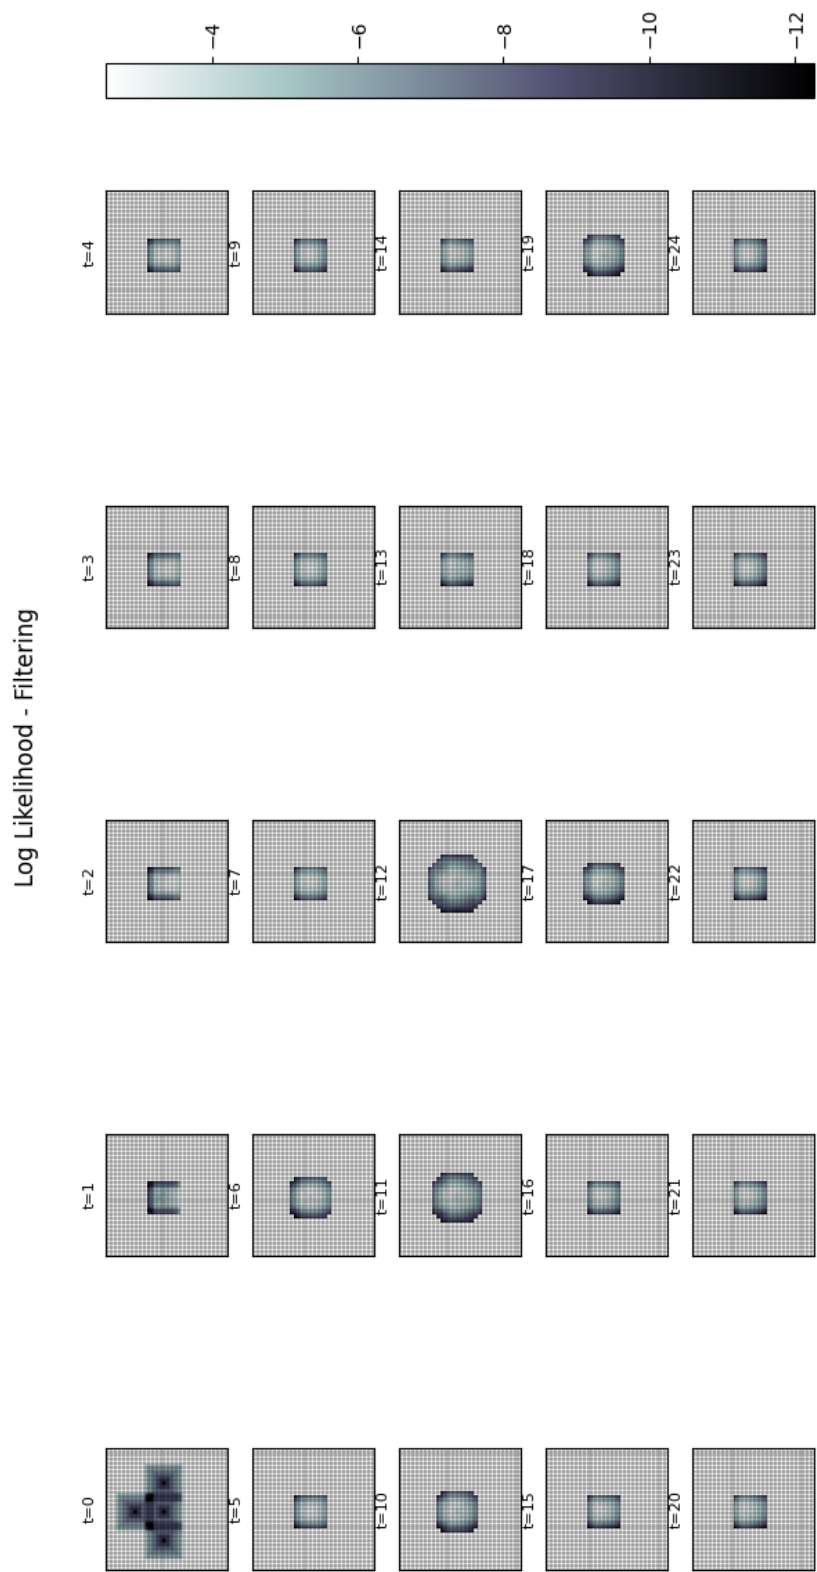 Log Likelihood - Filtering
t=0
t=1
t=2
t=3
t=4
t=5
t=6
t=7
t=8
t=9
t=10
t=11
t=12
t=13
t=14
t=15
t=16
t=17
t=18
t=19
t=20
t=21
t=22
t=23
t=24
−4
−6
−8
−10
−12